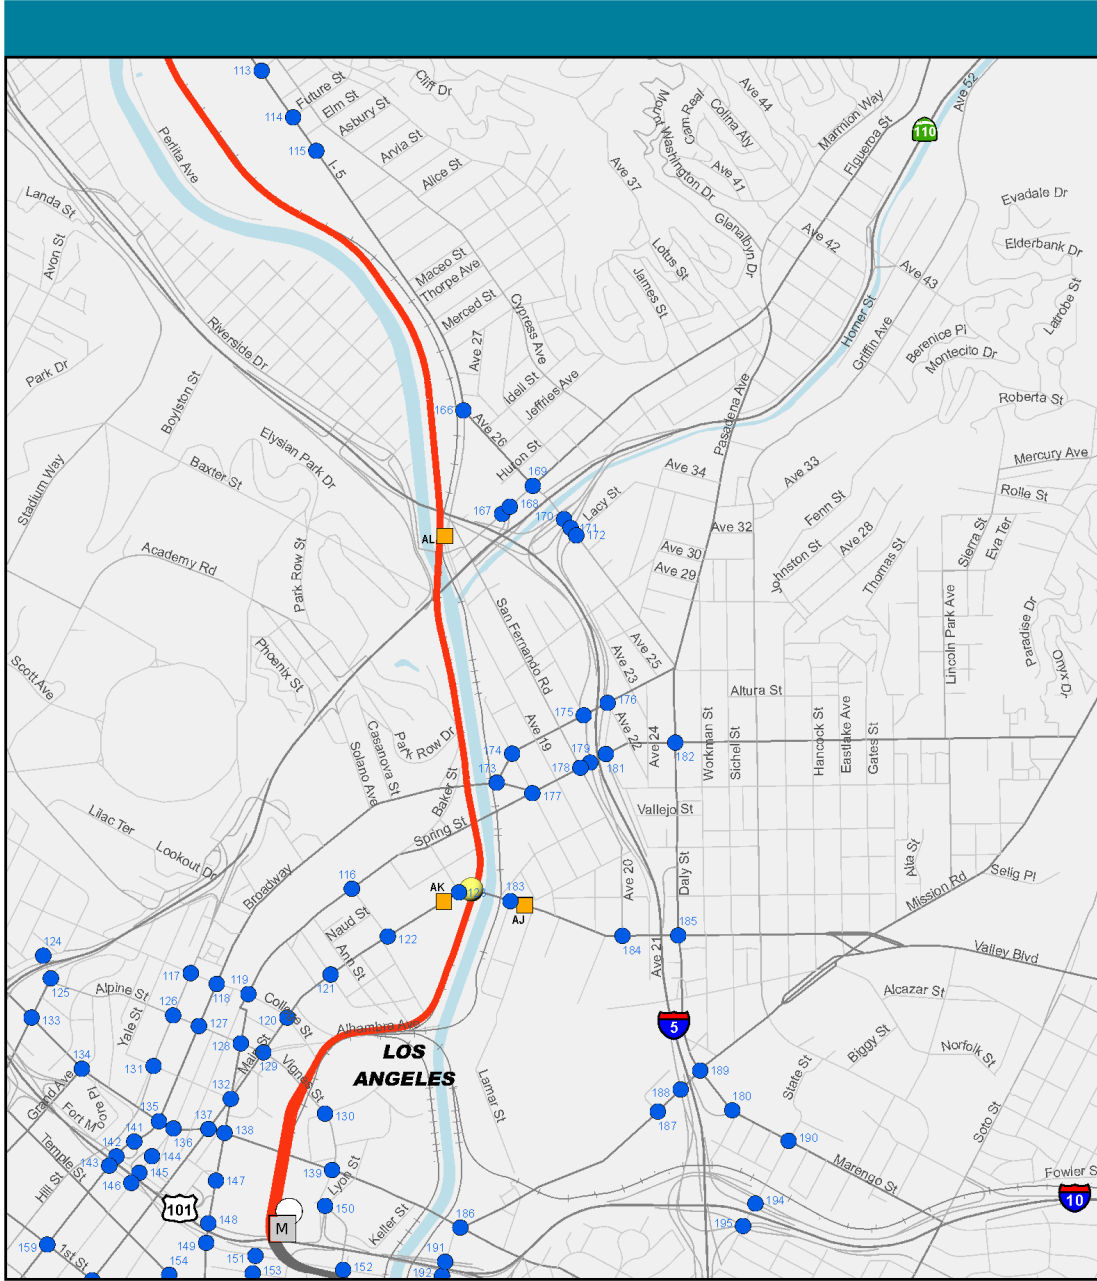 113
Future St
Cliff Dr
Elm St
114
Asbury St
115
I-5
Arvia St
Alice St
Perlita Ave
Landa St
Avon St
Ave 37
Mount Washington Dr
Carnu Real
Colina Aly
Ave 44
Ave 41
Marmion Way
Figueroa St
110
Ave 52
Evadale Dr
Glenalbyn Dr
Ave 42
Elderbank Dr
Ave 43
Latrobe St
Maceo St
Thorpe Ave
Merced St
Lotus St
James St
Cypress Ave
Ave 27
Homer St
Griffin Ave
Berenice Pl
Montecito Dr
Riverside Dr
Park Dr
Boylston St
Idell St
Jeffries Ave
166
Ave 26
Pasadena Ave
Roberta St
Elysian Park Dr
Huron St
Mercury Ave
Baxter St
Stadium Way
169
Ave 34
Ave 33
Rolle St
167
168
170
171
172
Lacy St
Fenn St
Ave 32
AL
Ave 28
Sierra St
Eva Ter
Academy Rd
Park Row St
Ave 30
Ave 29
Johnston St
Thomas St
San Fernando Rd
Lincoln Park Ave
Paradise Dr
Onyx Dr
Scott Ave
Phoenix St
Ave 25
Ave 23
Altura St
175
176
Ave 19
Ave 22
Ave 24
Workman St
Sichel St
Hancock St
Eastlake Ave
Gates St
Solano Ave
Casanova St
Park Row Dr
Baker St
174
173
179
178
181
182
177
Vallejo St
Lilac Ter
Lookout Dr
Spring St
Broadway
116
AK
183
AJ
Ave 20
Daly St
Alta St
Mission Rd
Selig Pl
Naud St
122
184
185
Ave 21
Valley Blvd
124
125
Alpine St
117
118
119
121
Ann St
Alcazar St
133
126
127
College St
120
Alhambra Ave
5
Yale St
128
Main St
129
LOS
ANGELES
Biggy St
Norfolk St
134
131
Vignes St
Grand Ave
132
Lamar St
189
188
187
180
State St
Soto St
Fort M
130
135
141
136
137
138
142
143
144
145
146
190
Temple St
Hill St
139
Lyon St
Marengo St
Fowler S
147
101
10
148
149
150
M
Keller St
186
194
195
159
1st St
154
151
153
152
191
192